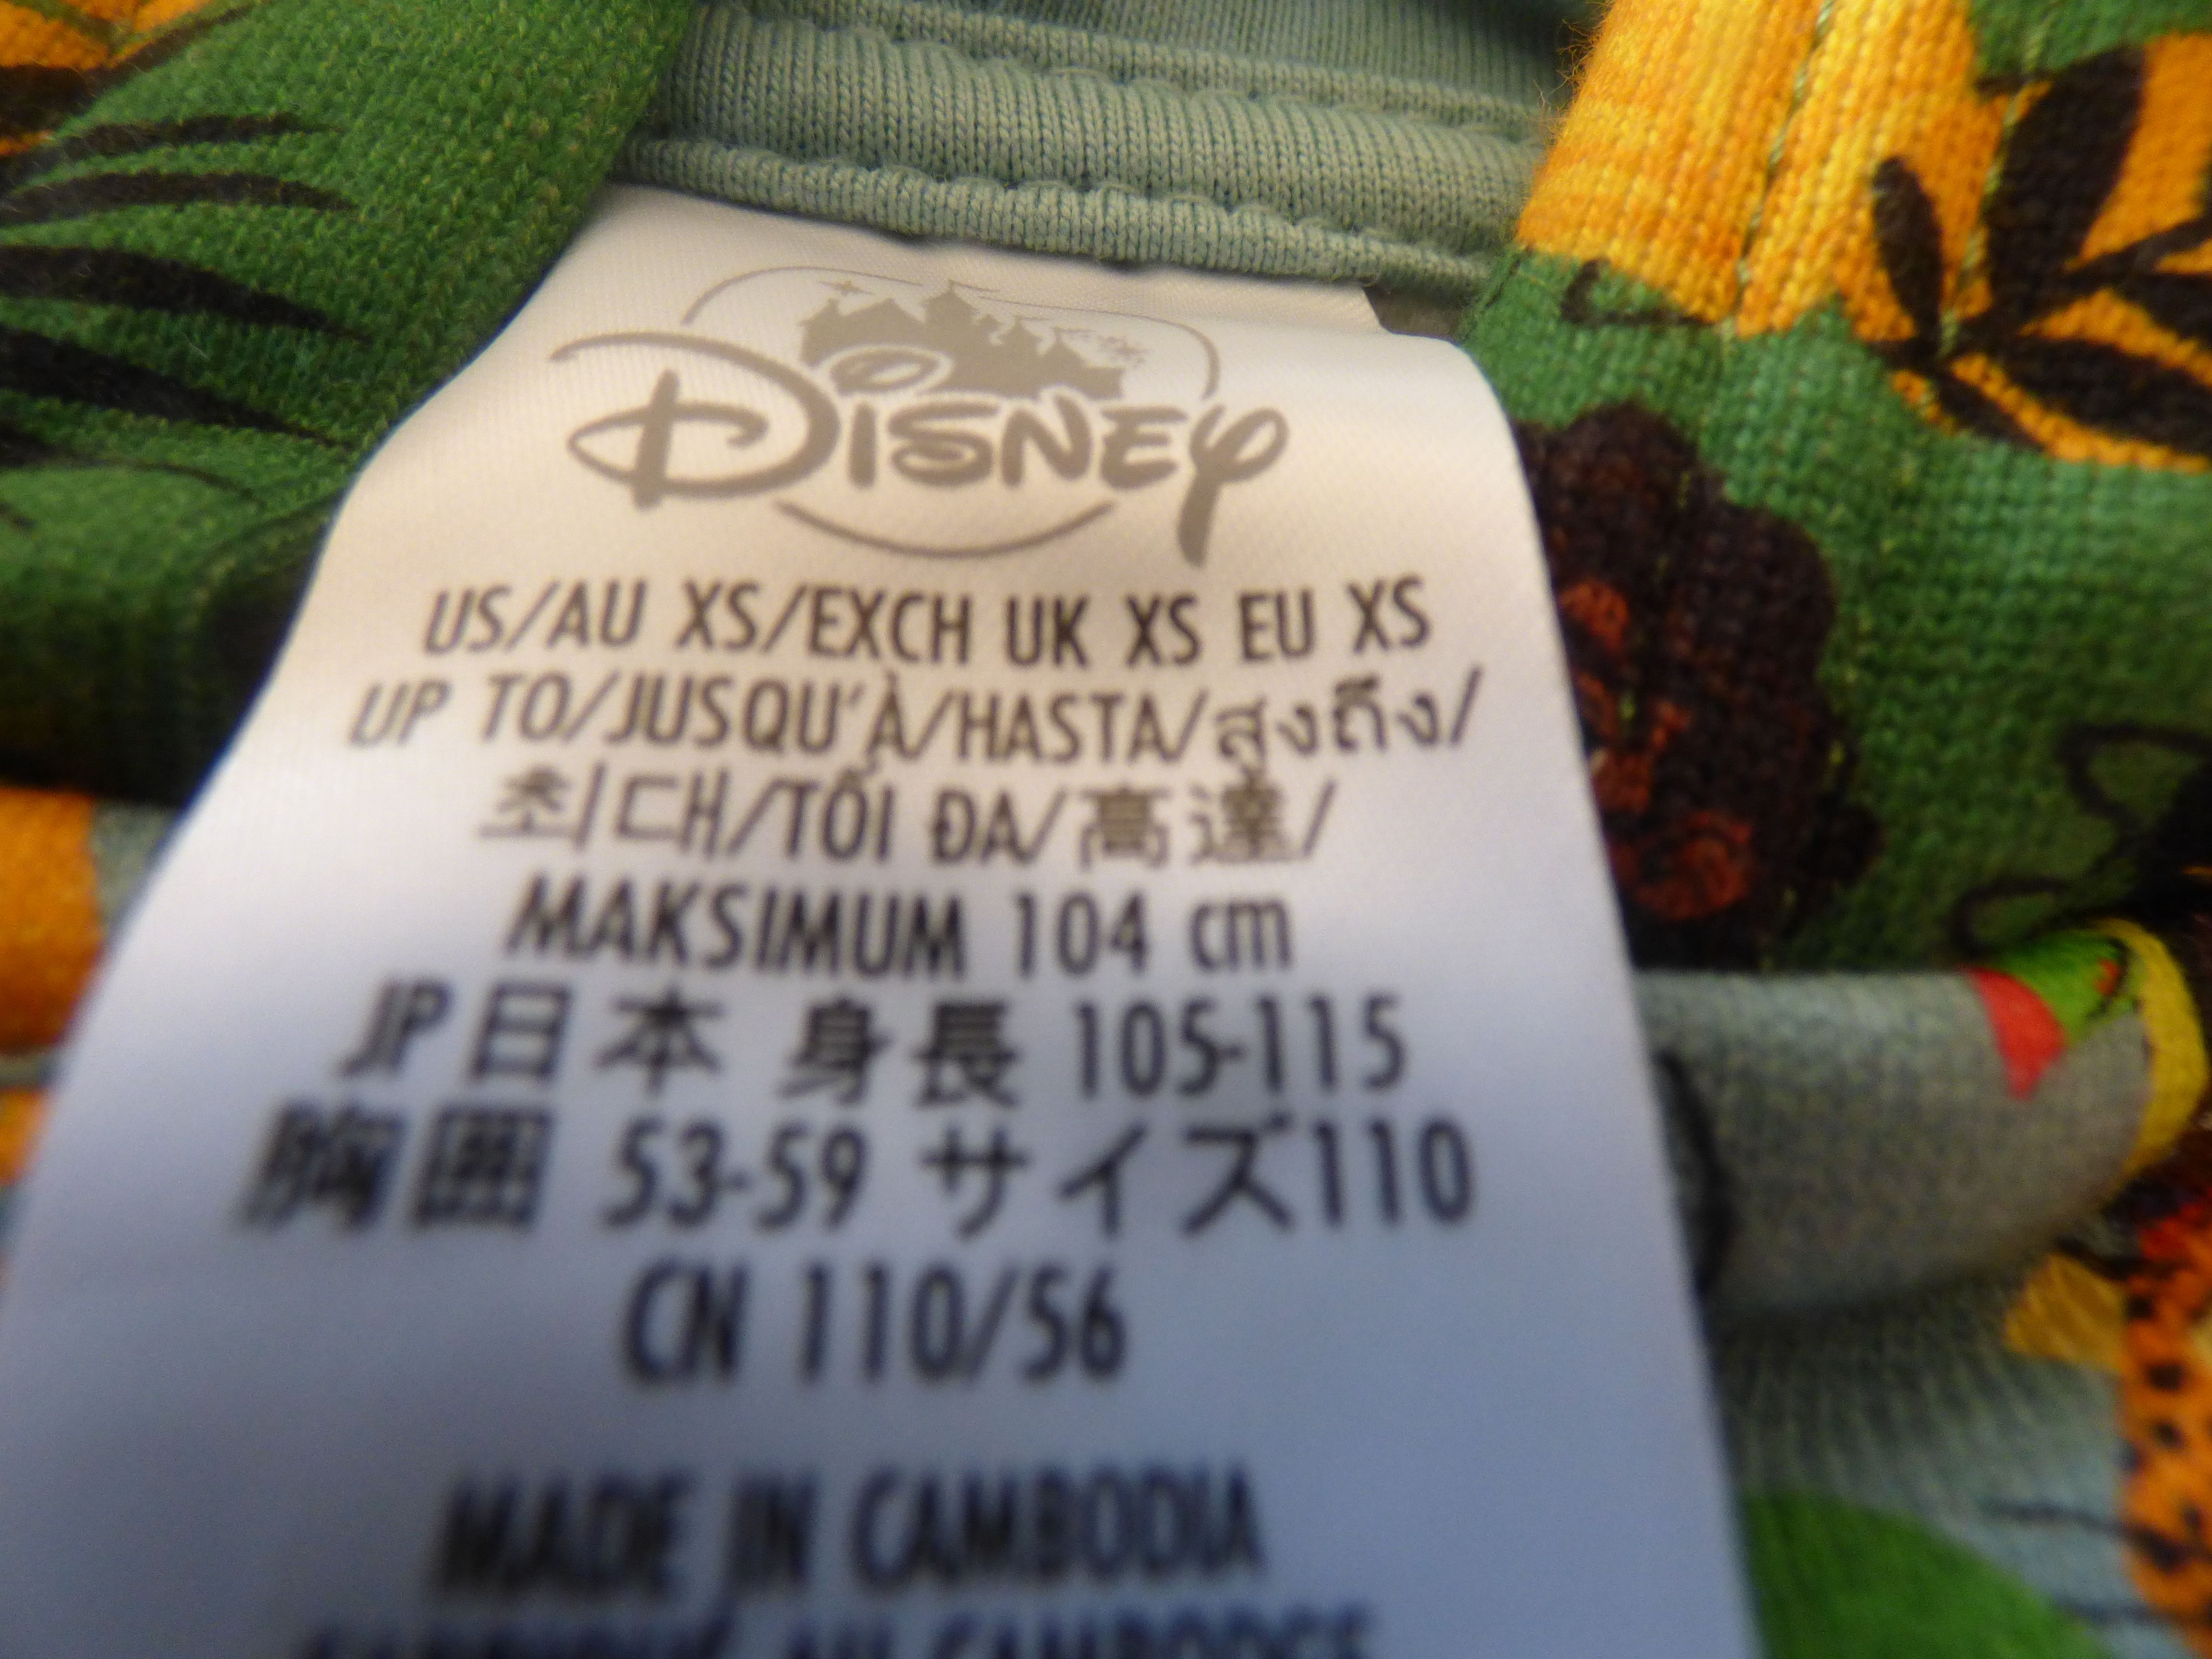 DISNEY
US/AU XS/EXCH UK XS EU XS
UP TO/JUSQU'À/HASTA/สูงถึง/
최대/TỐI ĐA/高達/
MAKSIMUM 104 cm
JP日本 身長 105-115
胸囲 53-59 サイズ110
CN 110/56
MADE IN CAMBODIA
AU CAMBODGE